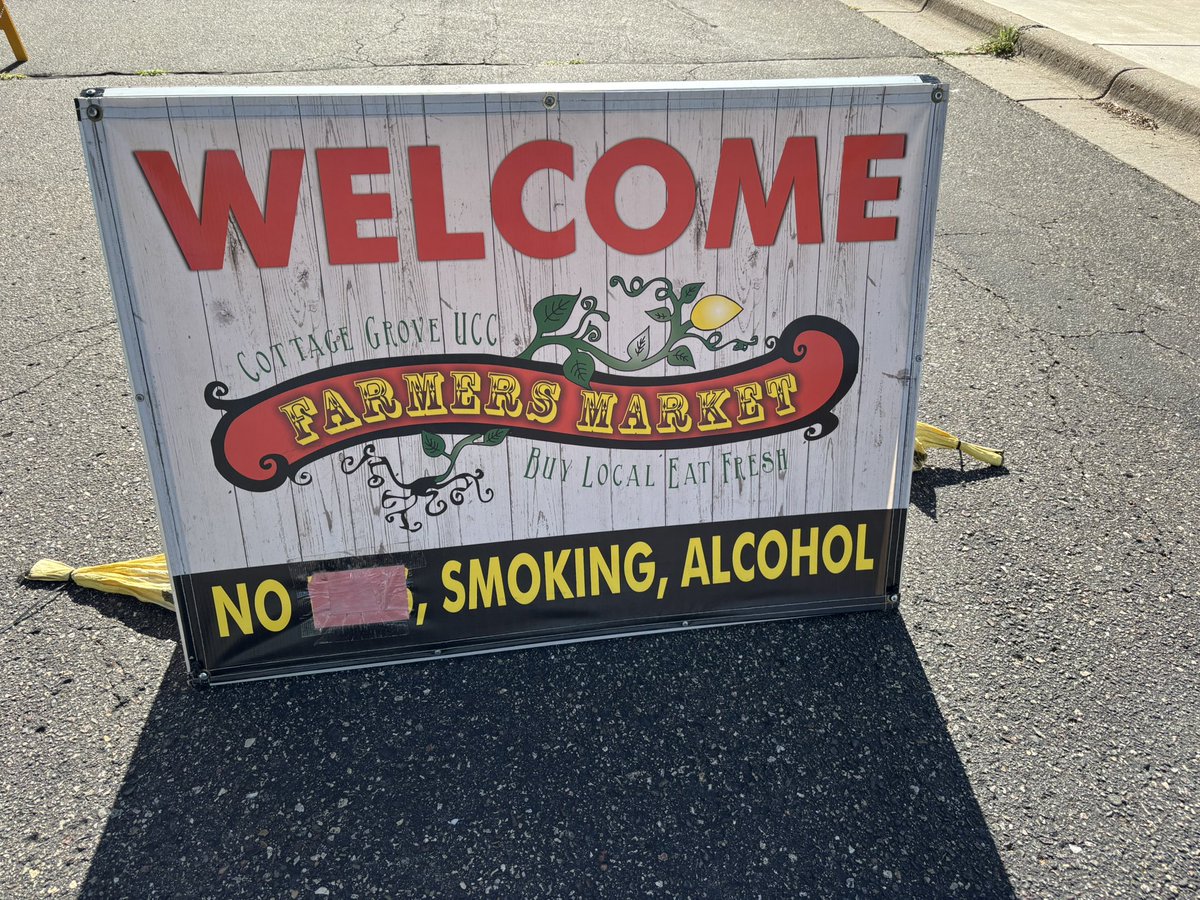 WELCOME
Cottage Grove UCC
FARMERS MARKET
Buy Local Eat Fresh
NO , SMOKING, ALCOHOL